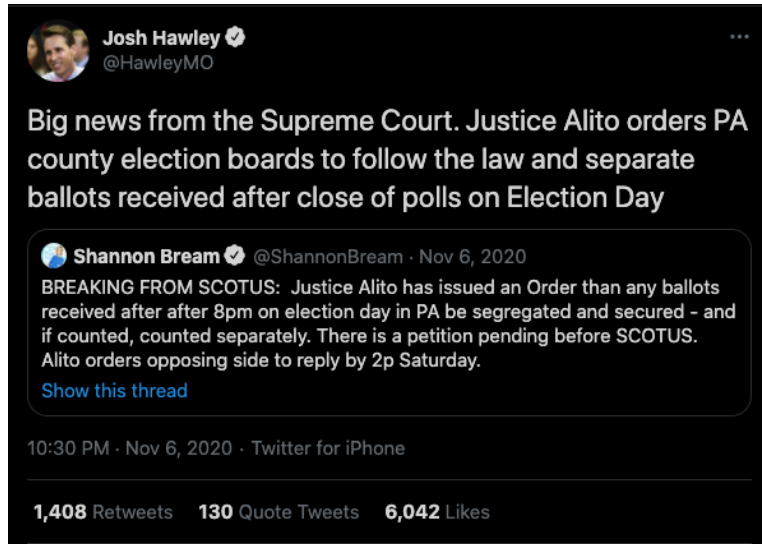 Josh Hawley
@HawleyMO
Big news from the Supreme Court. Justice Alito orders PA
county election boards to follow the law and separate
ballots received after close of polls on Election Day
Shannon Bream @ShannonBream · Nov 6, 2020
BREAKING FROM SCOTUS: Justice Alito has issued an Order than any ballots
received after after 8pm on election day in PA be segregated and secured - and
if counted, counted separately. There is a petition pending before SCOTUS.
Alito orders opposing side to reply by 2p Saturday.
Show this thread
10:30 PM · Nov 6, 2020 · Twitter for iPhone
1,408 Retweets 130 Quote Tweets 6,042 Likes